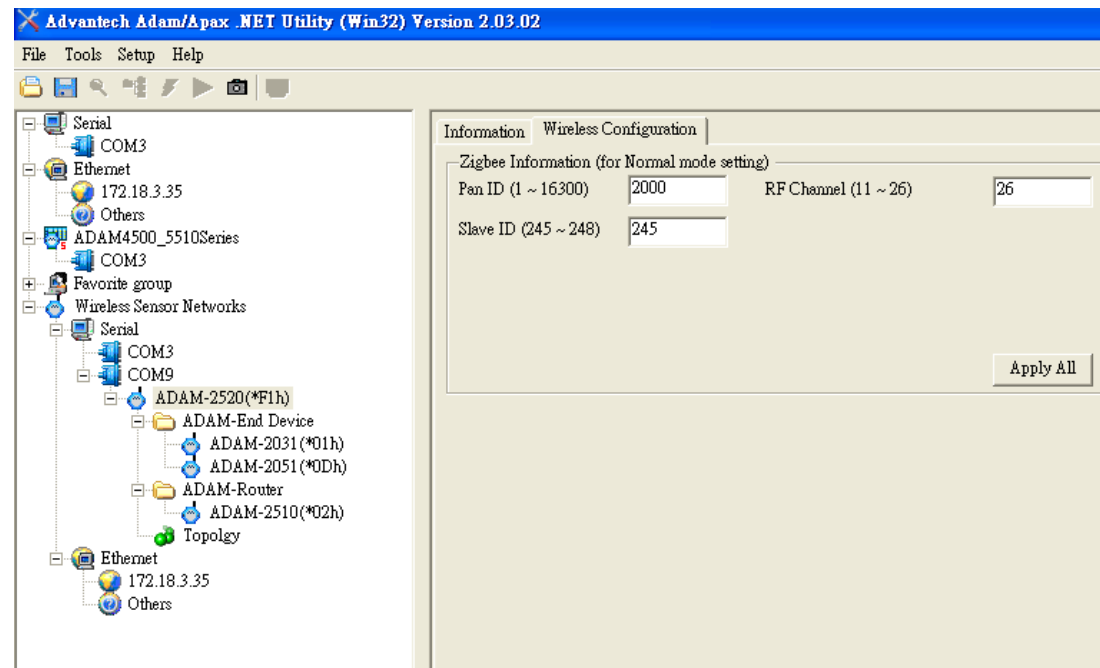 Advantech Adam/Apax .NET Utility (Win32) Version 2.03.02
File Tools Setup Help
Serial
COM3
Ethernet
172.18.3.35
Others
ADAM4500_5510Series
COM3
Favorite group
Wireless Sensor Networks
Serial
COM3
COM9
ADAM-2520(*F1h)
ADAM-End Device
ADAM-2031(*01h)
ADAM-2051(*0Dh)
ADAM-Router
ADAM-2510(*02h)
Topolgy
Ethernet
172.18.3.35
Others
Information Wireless Configuration
Zigbee Information (for Normal mode setting)
Pan ID (1 ~ 16300) 2000 RF Channel (11 ~ 26) 26
Slave ID (245 ~ 248) 245
Apply All